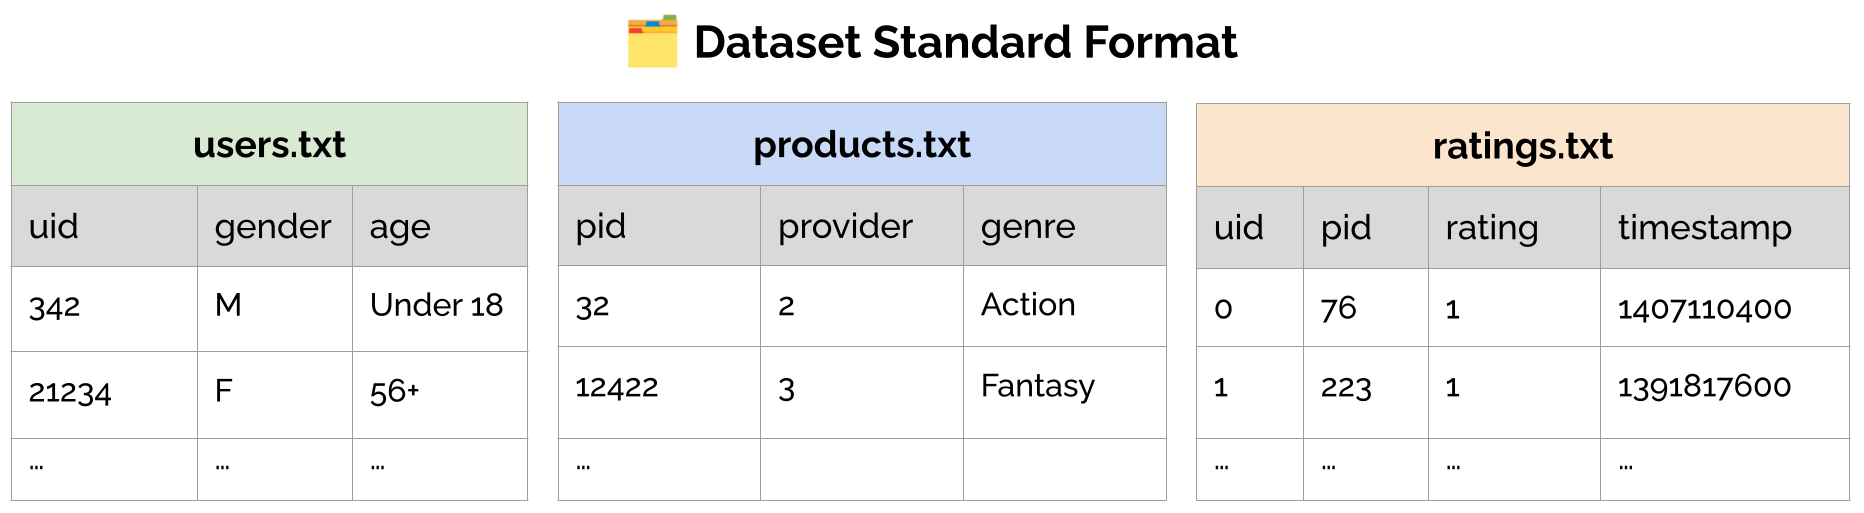 Dataset Standard Format
users.txt
uid gender age
342 M Under 18
21234 F 56+
… … …
products.txt
pid provider genre
32 2 Action
12422 3 Fantasy
…
ratings.txt
uid pid rating timestamp
0 76 1 1407110400
1 223 1 1391817600
… … … …